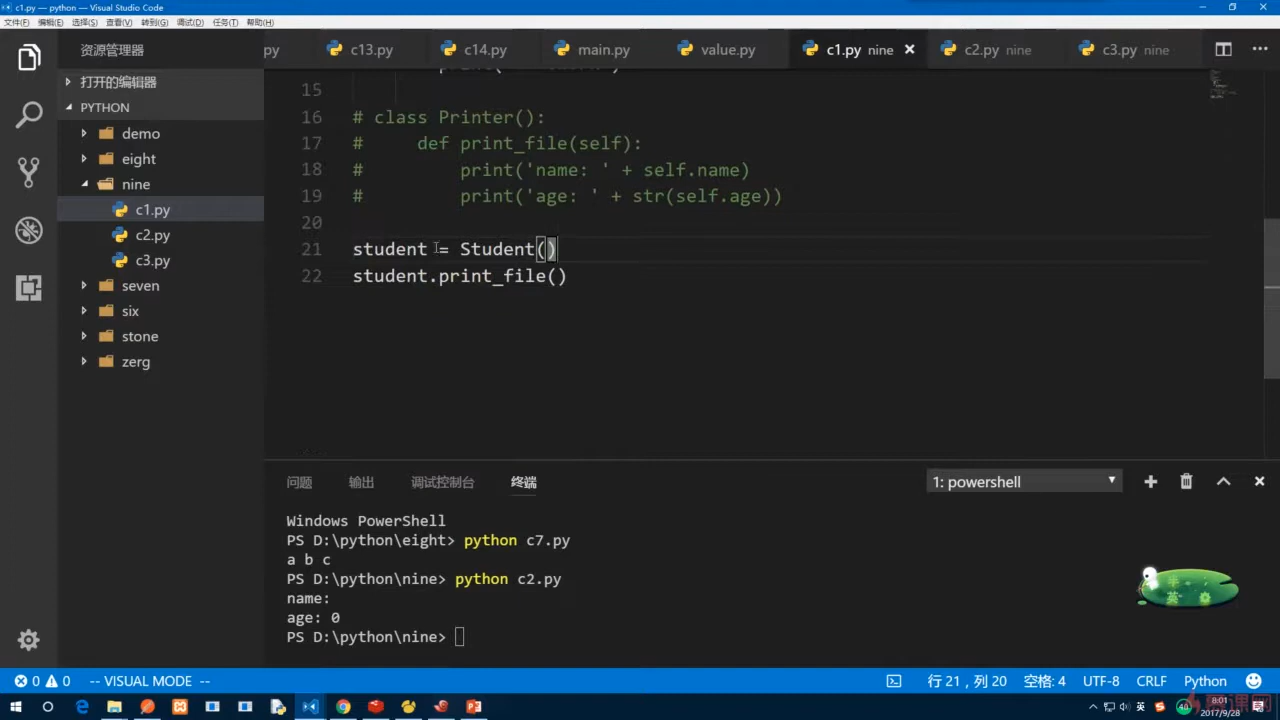 c1.py — python — Visual Studio Code
文件(F) 编辑(E) 选择(S) 查看(V) 转到(G) 调试(D) 任务(T) 帮助(H)
资源管理器
py c13.py c14.py main.py value.py c1.py nine c2.py nine c3.py nine
打开的编辑器
PYTHON
demo
eight
nine
c1.py
c2.py
c3.py
seven
six
stone
zerg
15
16 # class Printer():
17 #     def print_file(self):
18 #         print('name: ' + self.name)
19 #         print('age: ' + str(self.age))
20
21 student = Student()
22 student.print_file()
问题 输出 调试控制台 终端
1: powershell
Windows PowerShell
PS D:\python\eight> python c7.py
a b c
PS D:\python\nine> python c2.py
name:
age: 0
PS D:\python\nine>
0 0 -- VISUAL MODE --
行 21，列 20 空格: 4 UTF-8 CRLF Python
英
8:01
2017/9/28